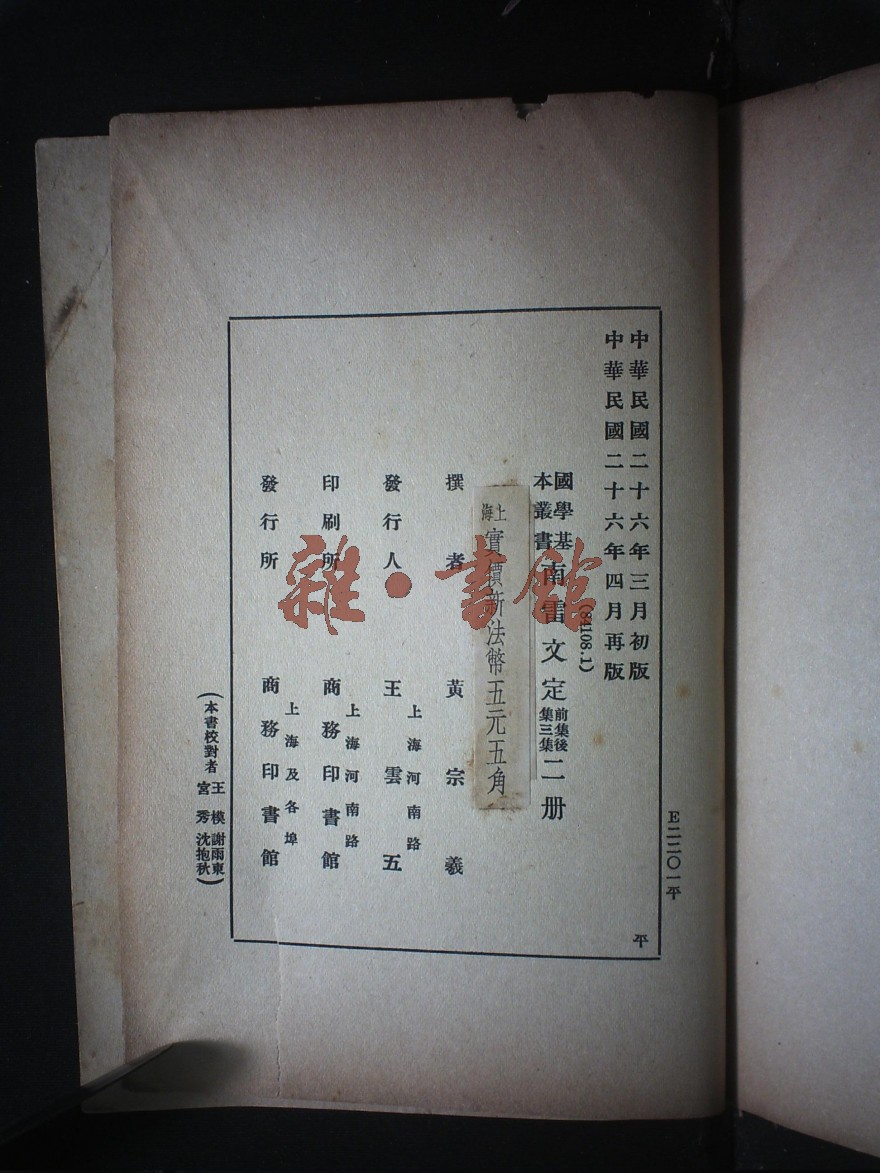 E二二〇一平
中華民國二十六年三月初版
中華民國二十六年四月再版
平
(84108.1)
國學基
本叢書
南雷文定
前集後
集三集
二册
上海
實價新法幣五元五角
撰者 黃宗羲
上海河南路
發行人 王雲五
上海河南路
印刷所 商務印書館
上海及各埠
發行所 商務印書館
(本書校對者
王模 謝雨東
宮秀 沈抱秋)
雜·書館